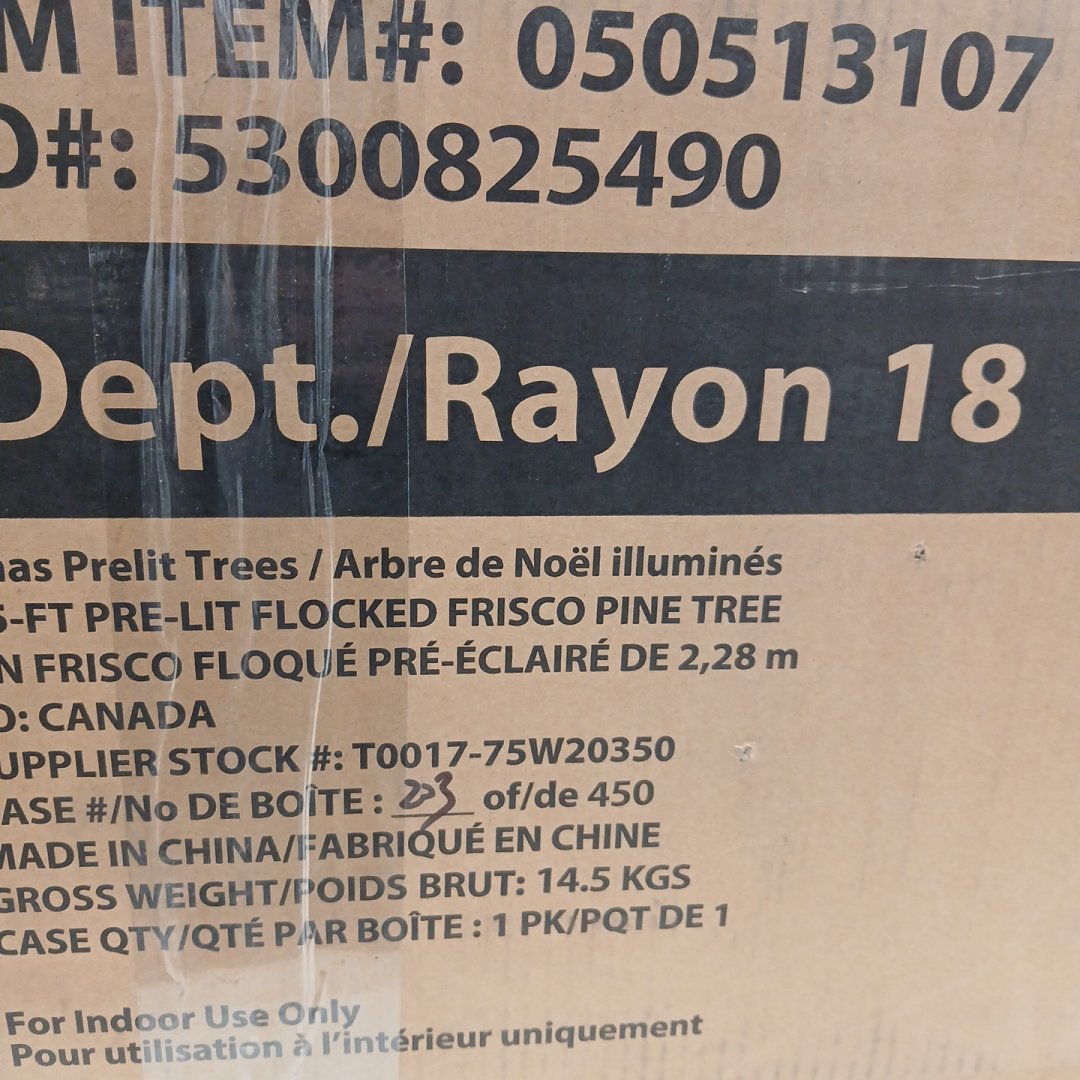 M ITEM#: 050513107
O#: 5300825490
Dept./Rayon 18
as Prelit Trees / Arbre de Noël illuminés
5-FT PRE-LIT FLOCKED FRISCO PINE TREE
N FRISCO FLOQUÉ PRÉ-ÉCLAIRÉ DE 2,28 m
O: CANADA
UPPLIER STOCK #: T0017-75W20350
ASE #/No DE BOÎTE : 203 of/de 450
MADE IN CHINA/FABRIQUÉ EN CHINE
GROSS WEIGHT/POIDS BRUT: 14.5 KGS
CASE QTY/QTÉ PAR BOÎTE : 1 PK/PQT DE 1
For Indoor Use Only
Pour utilisation à l'intérieur uniquement